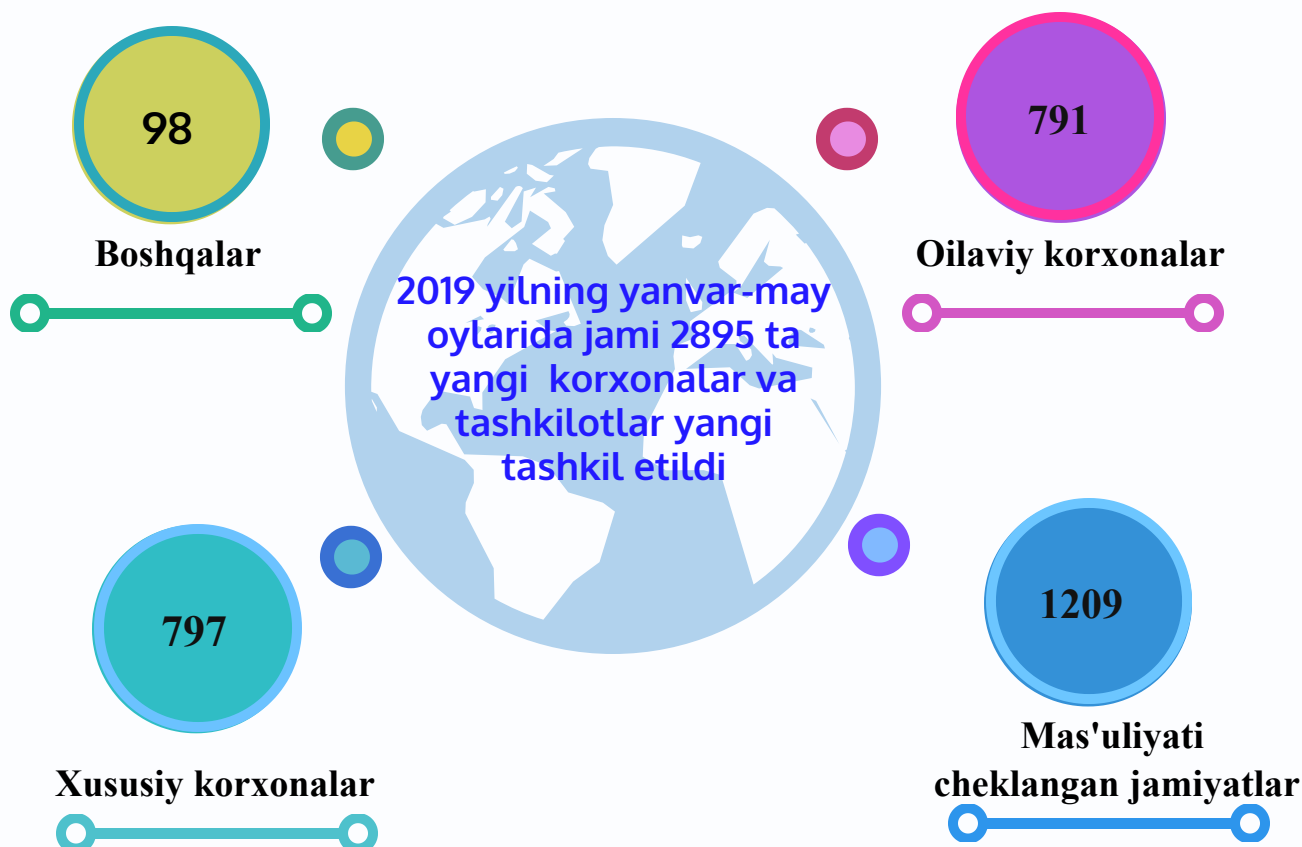 98
Boshqalar
791
Oilaviy korxonalar
2019 yilning yanvar-may
oylarida jami 2895 ta
yangi korxonalar va
tashkilotlar yangi
tashkil etildi
797
Xususiy korxonalar
1209
Mas'uliyati
cheklangan jamiyatlar